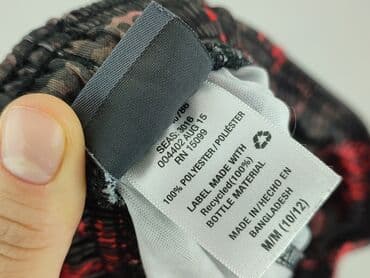 SEAS: 3016
004402 AUG 15
RN 15099
100% POLYESTER / POLIÉSTER
LABEL MADE WITH
Recycled(100%)
BOTTLE MATERIAL
MADE IN/HECHO EN
BANGLADESH
M/M (10/12)